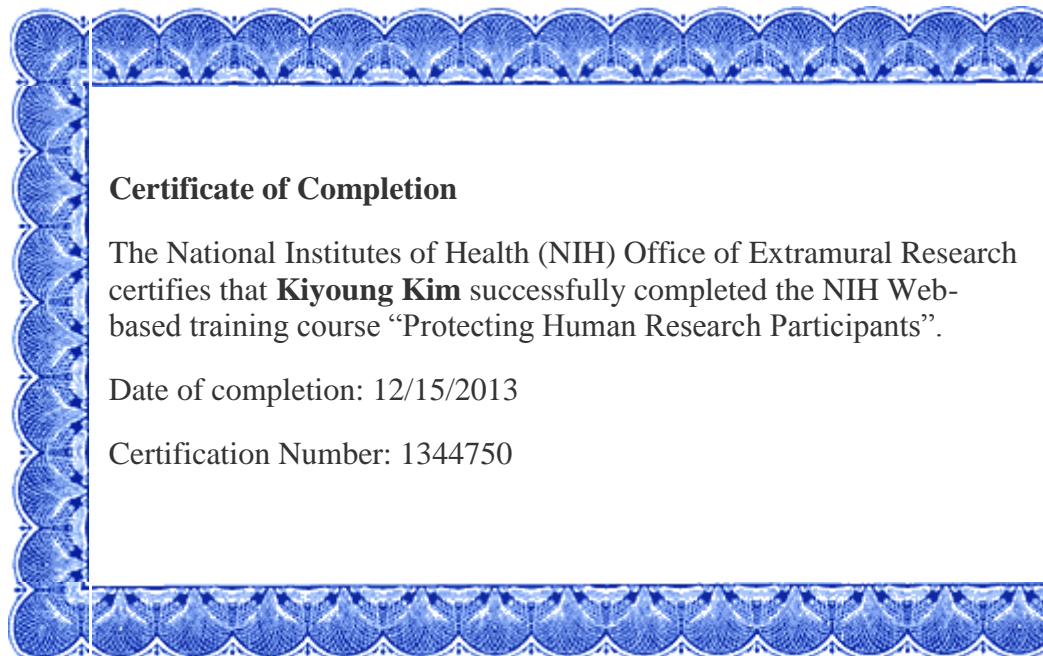 Certificate of Completion
The National Institutes of Health (NIH) Office of Extramural Research
certifies that Kiyoung Kim successfully completed the NIH Web-
based training course “Protecting Human Research Participants”.
Date of completion: 12/15/2013
Certification Number: 1344750